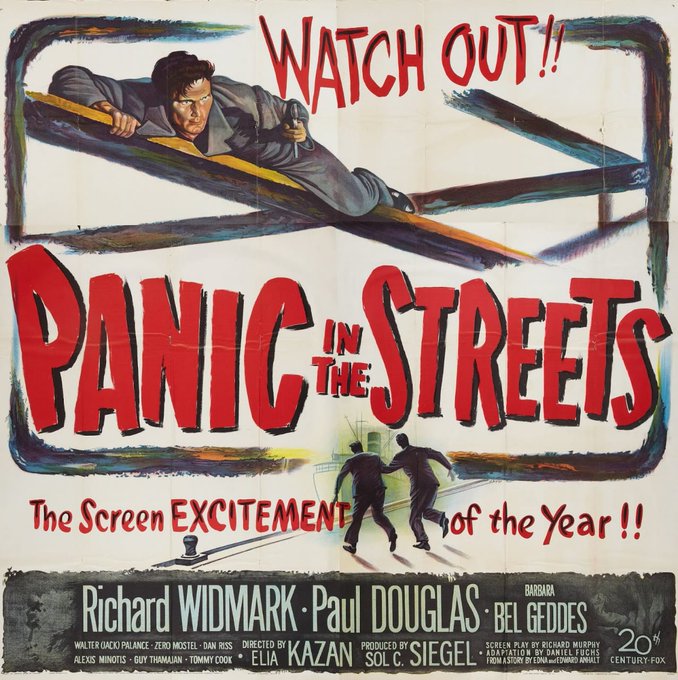 WATCH OUT!!
PANIC IN THE STREETS
The Screen EXCITEMENT of the Year!!
Richard WIDMARK · Paul DOUGLAS · BARBARA BEL GEDDES
WALTER (JACK) PALANCE · ZERO MOSTEL · DAN RISS
ALEXIS MINOTIS · GUY THAMAJAN · TOMMY COOK ·
DIRECTED BY
ELIA KAZAN
PRODUCED BY
SOL C. SIEGEL
SCREEN PLAY BY RICHARD MURPHY
· ADAPTATION BY DANIEL FUCHS
FROM A STORY BY EDNA and EDWARD ANHALT
20th
CENTURY-FOX